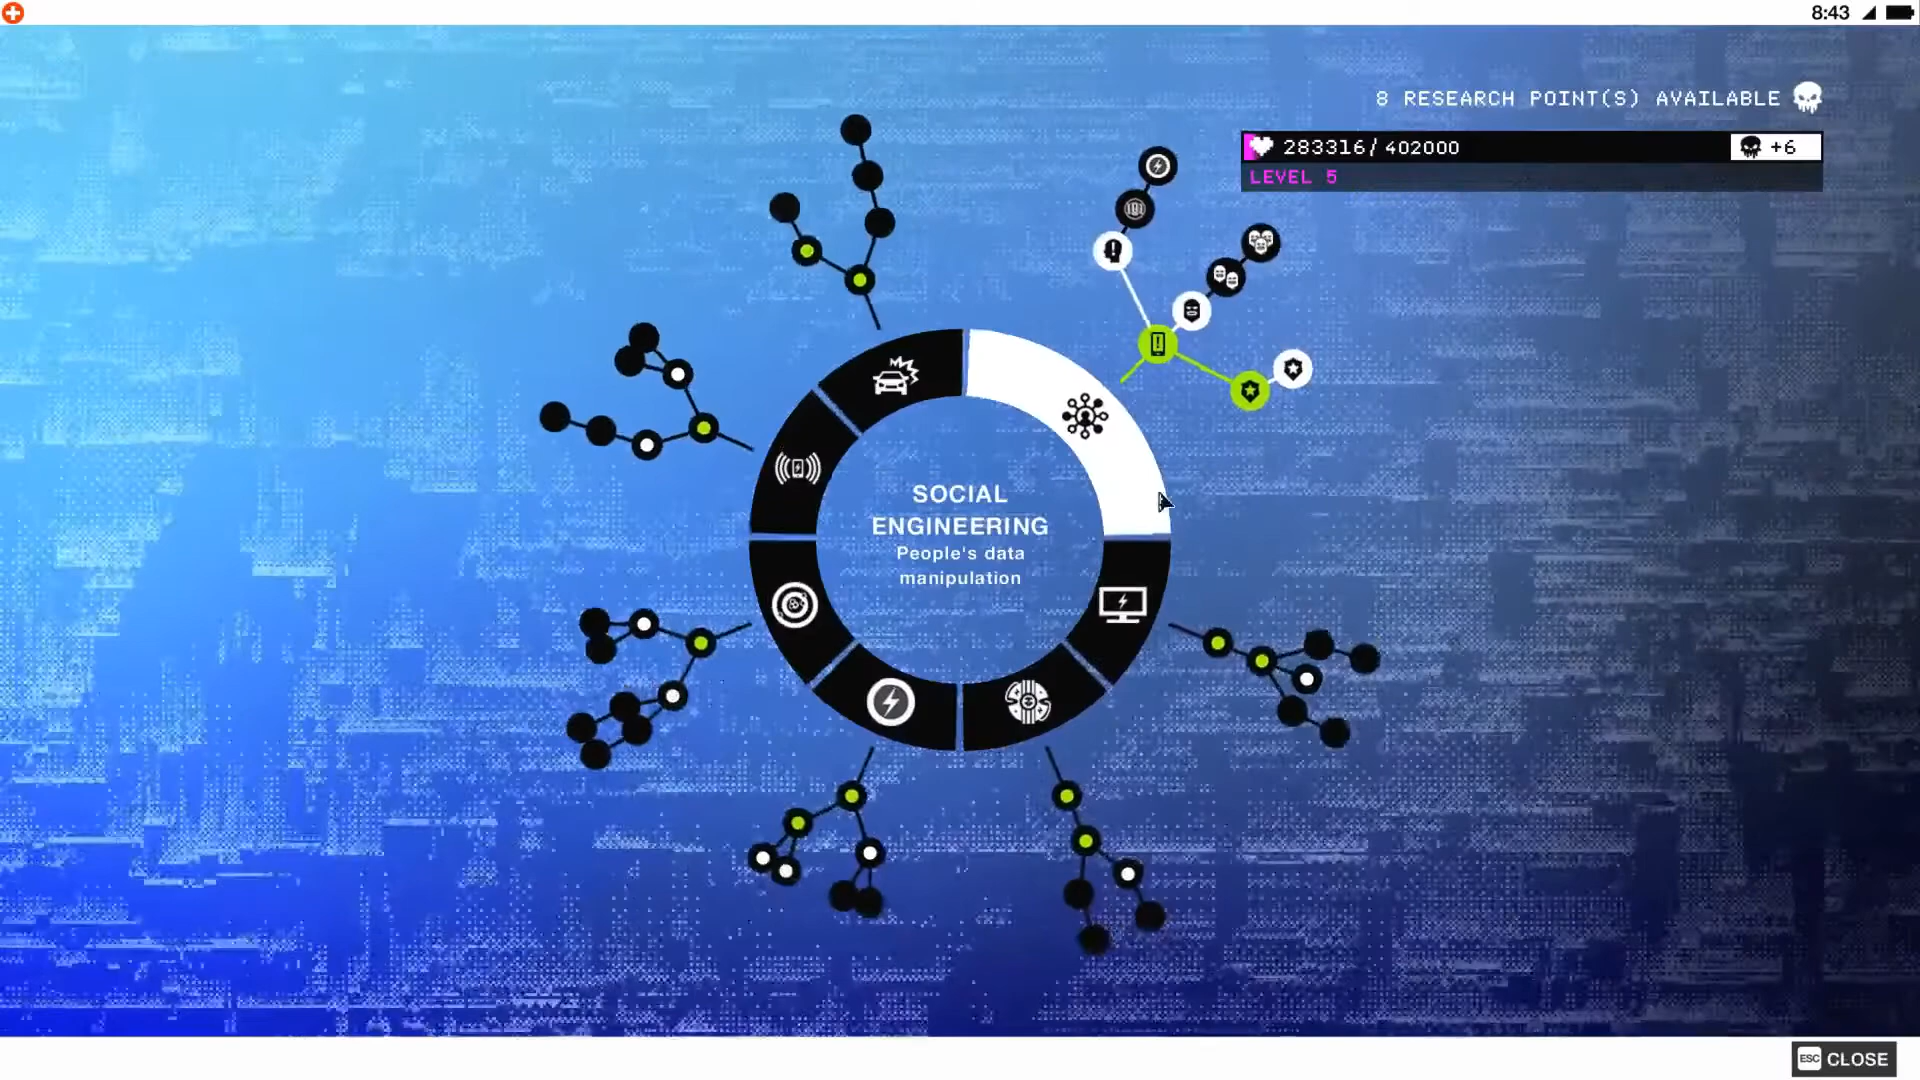 8:43
8 RESEARCH POINT(S) AVAILABLE
283316/402000
+6
LEVEL 5
SOCIAL
ENGINEERING
People's data
manipulation
ESC CLOSE